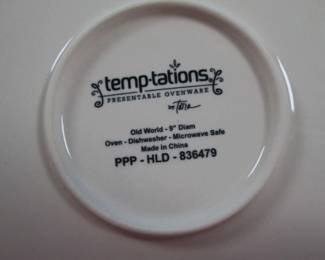 temp-tations
PRESENTABLE OVENWARE
by Tara
Old World - 9" Diam
Oven - Dishwasher - Microwave Safe
Made in China
PPP - HLD - 836479